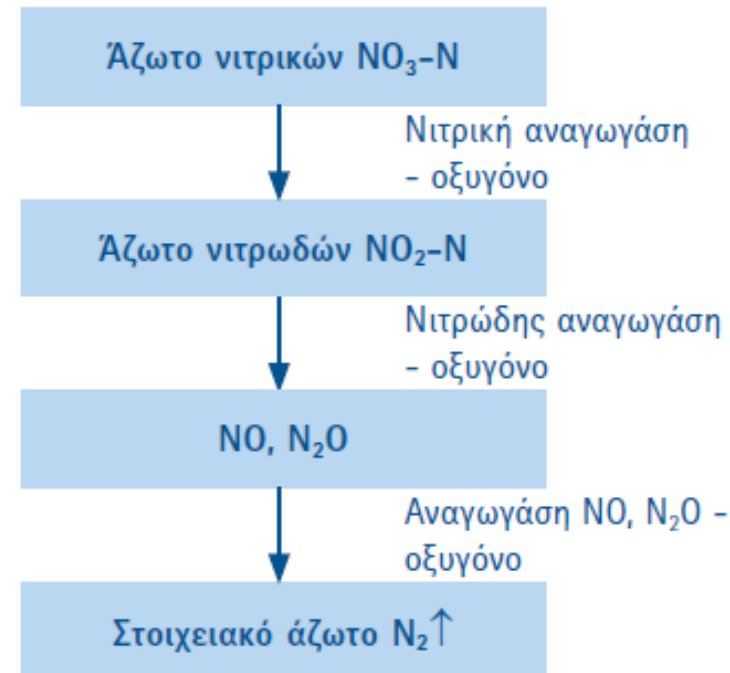 Άζωτο νιτρικών NO₃-N
Νιτρική αναγωγάση
- οξυγόνο
Άζωτο νιτρωδών NO₂-N
Νιτρώδης αναγωγάση
- οξυγόνο
NO, N₂O
Αναγωγάση NO, N₂O -
οξυγόνο
Στοιχειακό άζωτο N₂↑